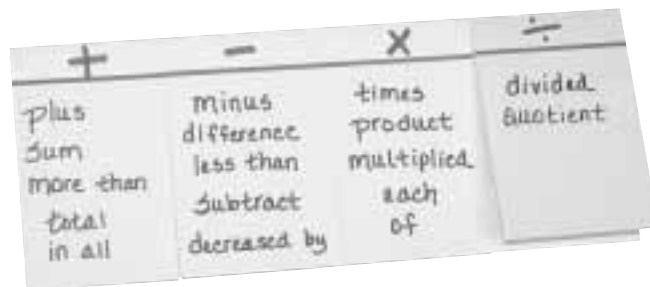 +
plus
sum
more than
total
in all
−
minus
difference
less than
subtract
decreased by
×
times
product
multiplied
each
of
÷
divided
Quotient